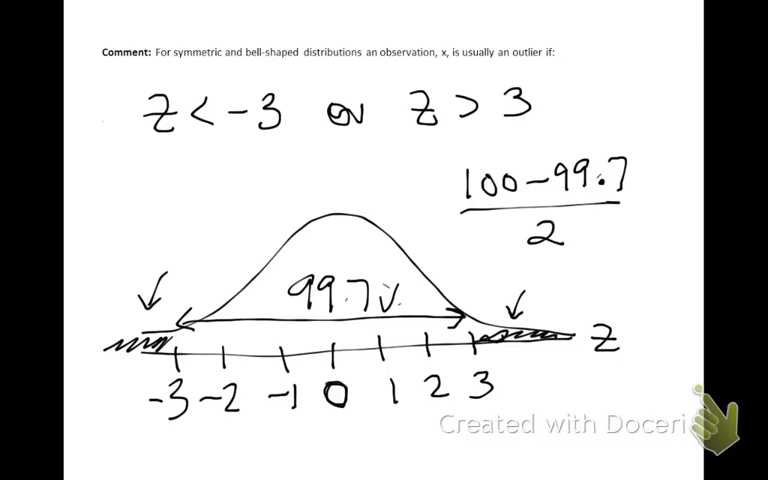 Comment: For symmetric and bell-shaped distributions an observation, x, is usually an outlier if:
Z < -3 or Z > 3
100-99.7
2
99.7%
Z
-3 -2 -1 0 1 2 3
Created with Doceri